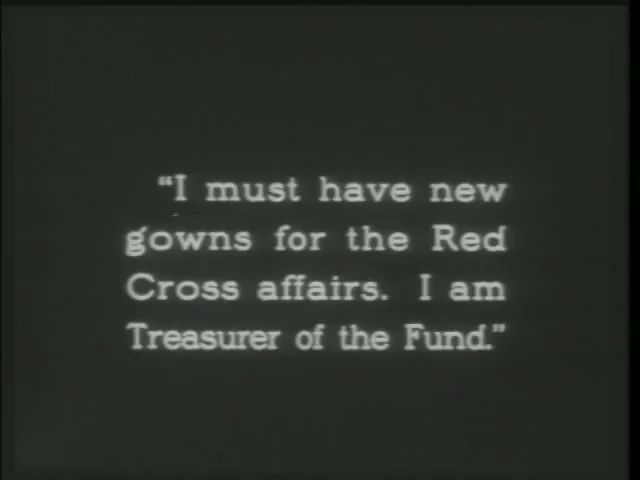 "I must have new
gowns for the Red
Cross affairs. I am
Treasurer of the Fund."